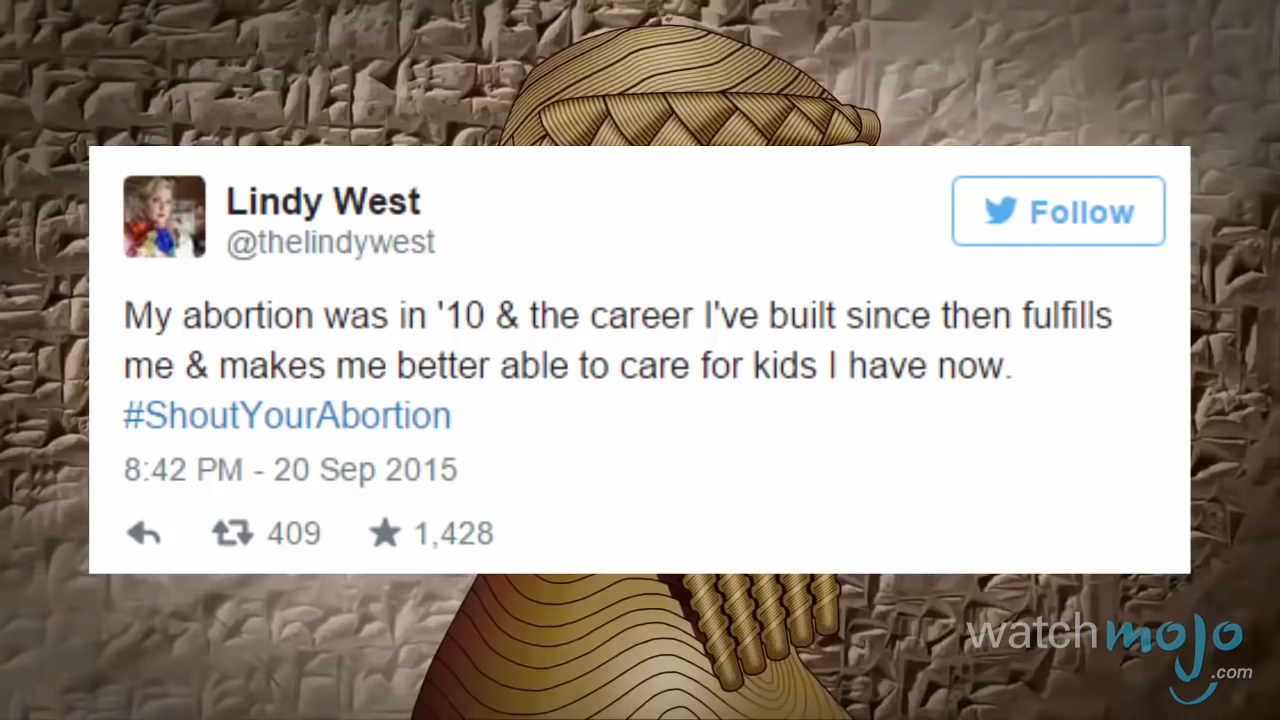 Lindy West
@thelindywest
Follow
My abortion was in '10 & the career I've built since then fulfills
me & makes me better able to care for kids I have now.
#ShoutYourAbortion
8:42 PM - 20 Sep 2015
409 1,428
watchmojo
.com